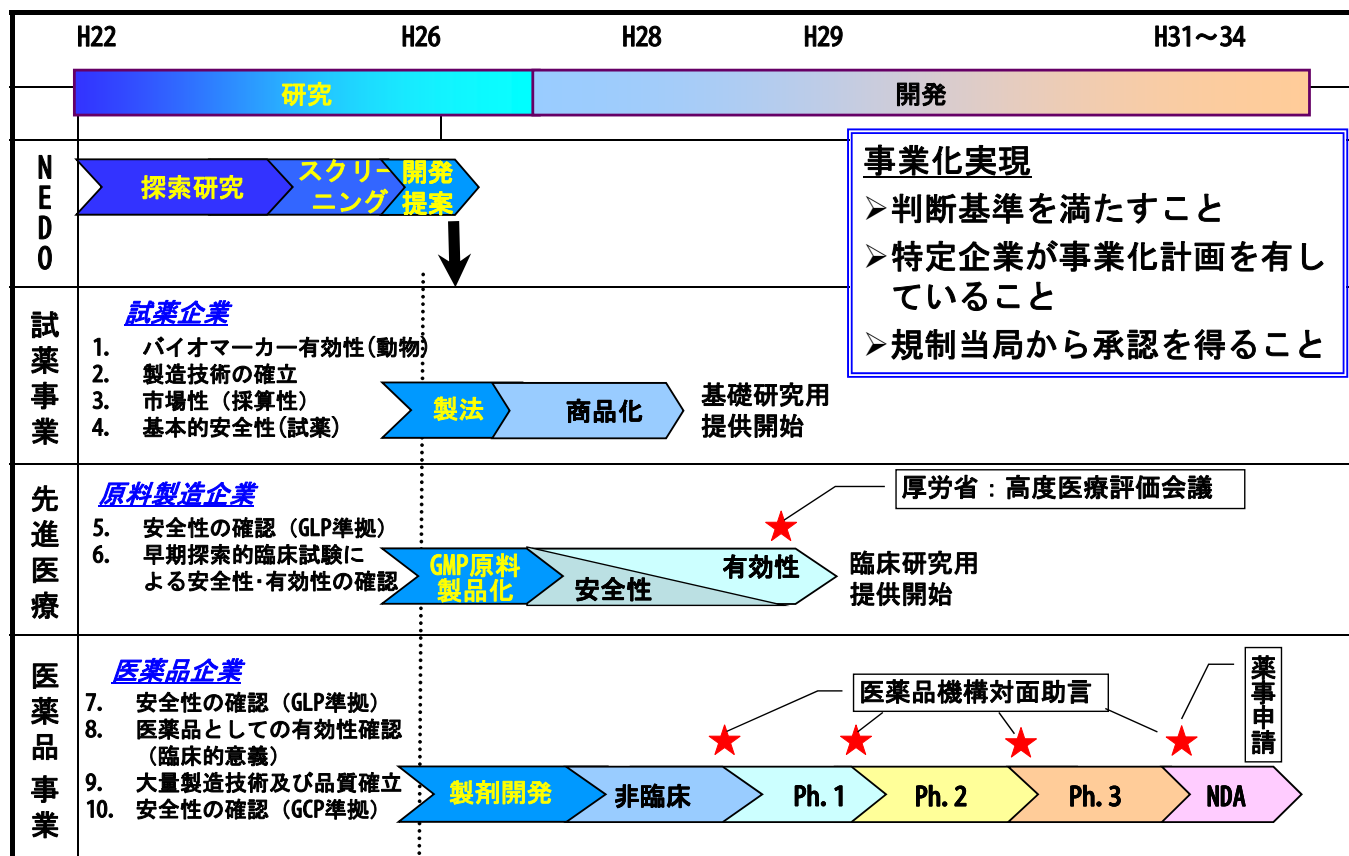 H22 H26 H28 H29 H31～34
研究 開発
NEDO
探索研究
スクリー
ニング
開発
提案
事業化実現
➢判断基準を満たすこと
➢特定企業が事業化計画を有し
ていること
➢規制当局から承認を得ること
試薬事業
試薬企業
1. バイオマーカー有効性(動物)
2. 製造技術の確立
3. 市場性（採算性）
4. 基本的安全性(試薬)
製法
商品化
基礎研究用
提供開始
先進医療
原料製造企業
5. 安全性の確認（GLP準拠）
6. 早期探索的臨床試験に
よる安全性･有効性の確認
GMP原料
製品化
安全性
有効性
厚労省：高度医療評価会議
臨床研究用
提供開始
医薬品事業
医薬品企業
7. 安全性の確認（GLP準拠）
8. 医薬品としての有効性確認
（臨床的意義）
9. 大量製造技術及び品質確立
10. 安全性の確認（GCP準拠）
医薬品機構対面助言
薬事申請
製剤開発
非臨床
Ph.1
Ph.2
Ph.3
NDA